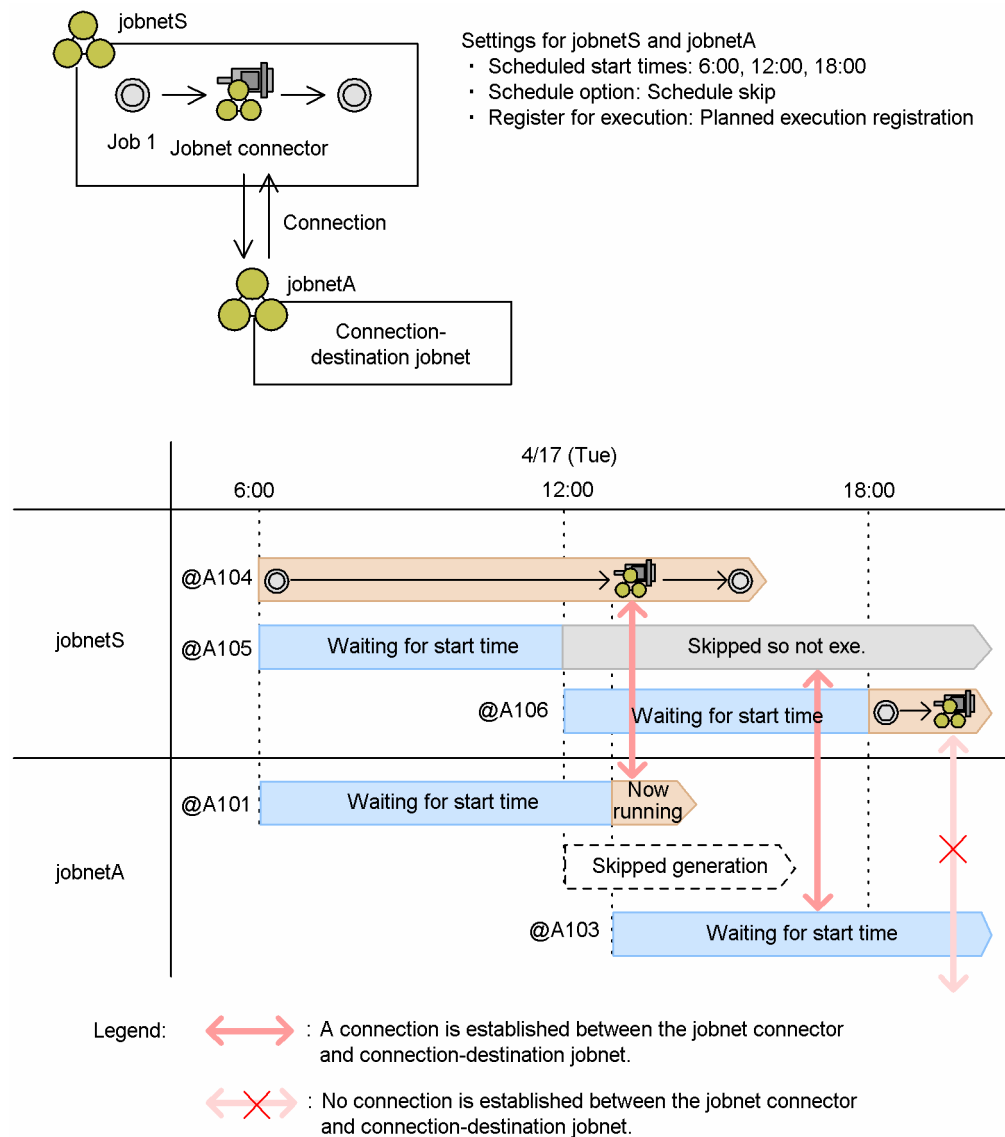 jobnetS
Settings for jobnetS and jobnetA
・ Scheduled start times: 6:00, 12:00, 18:00
・ Schedule option: Schedule skip
・ Register for execution: Planned execution registration
Job 1
Jobnet connector
Connection
jobnetA
Connection-
destination jobnet
4/17 (Tue)
6:00
12:00
18:00
jobnetS
@A104
@A105
Waiting for start time
Skipped so not exe.
@A106
Waiting for start time
jobnetA
@A101
Waiting for start time
Now
running
Skipped generation
@A103
Waiting for start time
Legend:
: A connection is established between the jobnet connector
and connection-destination jobnet.
: No connection is established between the jobnet connector
and connection-destination jobnet.